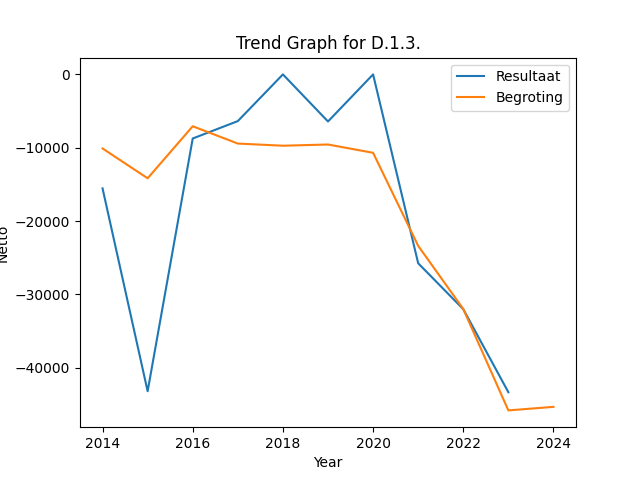 Trend Graph for D.1.3.
Resultaat
Begroting
0
−10000
−20000
−30000
−40000
Netto
2014 2016 2018 2020 2022 2024
Year